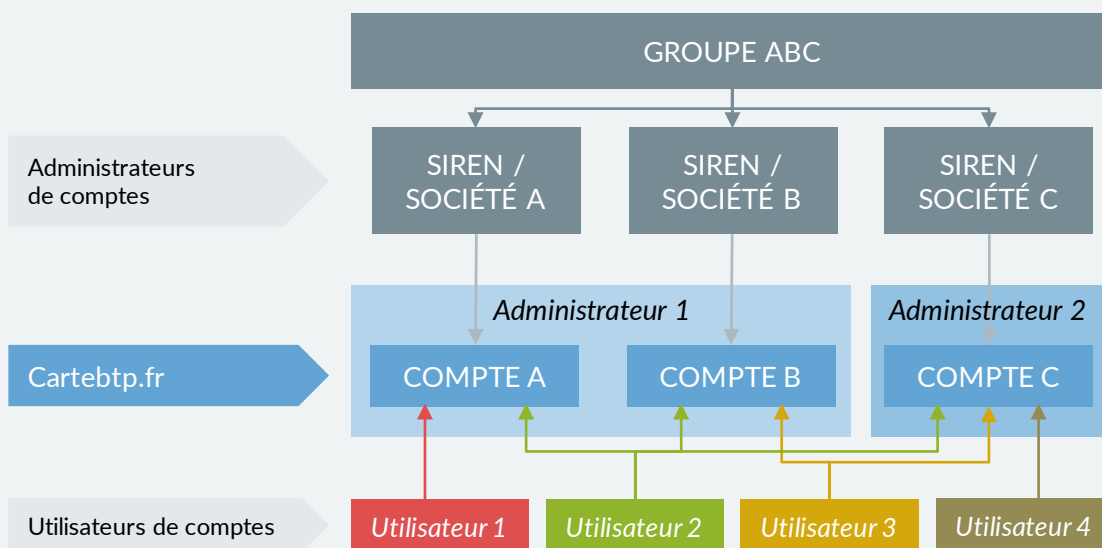 GROUPE ABC
Administrateurs
de comptes
SIREN /
SOCIÉTÉ A
SIREN /
SOCIÉTÉ B
SIREN /
SOCIÉTÉ C
Administrateur 1
Administrateur 2
Cartebtp.fr
COMPTE A
COMPTE B
COMPTE C
Utilisateurs de comptes
Utilisateur 1
Utilisateur 2
Utilisateur 3
Utilisateur 4